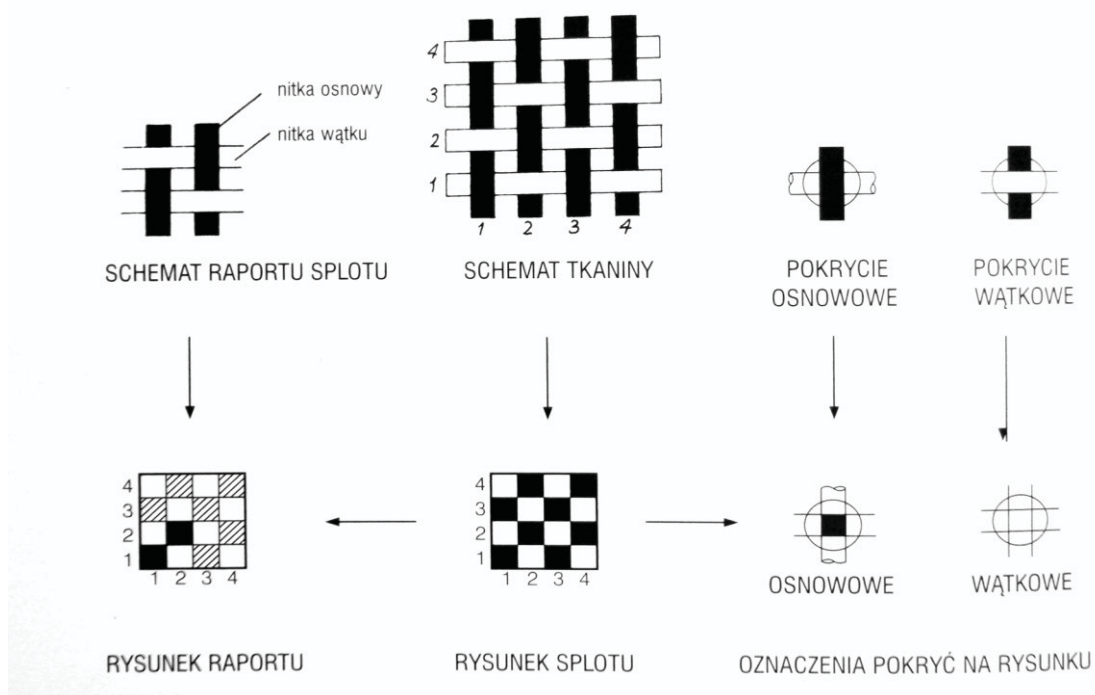 nitka osnowy
nitka wątku
4
3
2
1
1 2 3 4
SCHEMAT RAPORTU SPLOTU
SCHEMAT TKANINY
POKRYCIE
OSNOWOWE
POKRYCIE
WĄTKOWE
4
3
2
1
1 2 3 4
4
3
2
1
1 2 3 4
OSNOWOWE
WĄTKOWE
RYSUNEK RAPORTU
RYSUNEK SPLOTU
OZNACZENIA POKRYĆ NA RYSUNKU